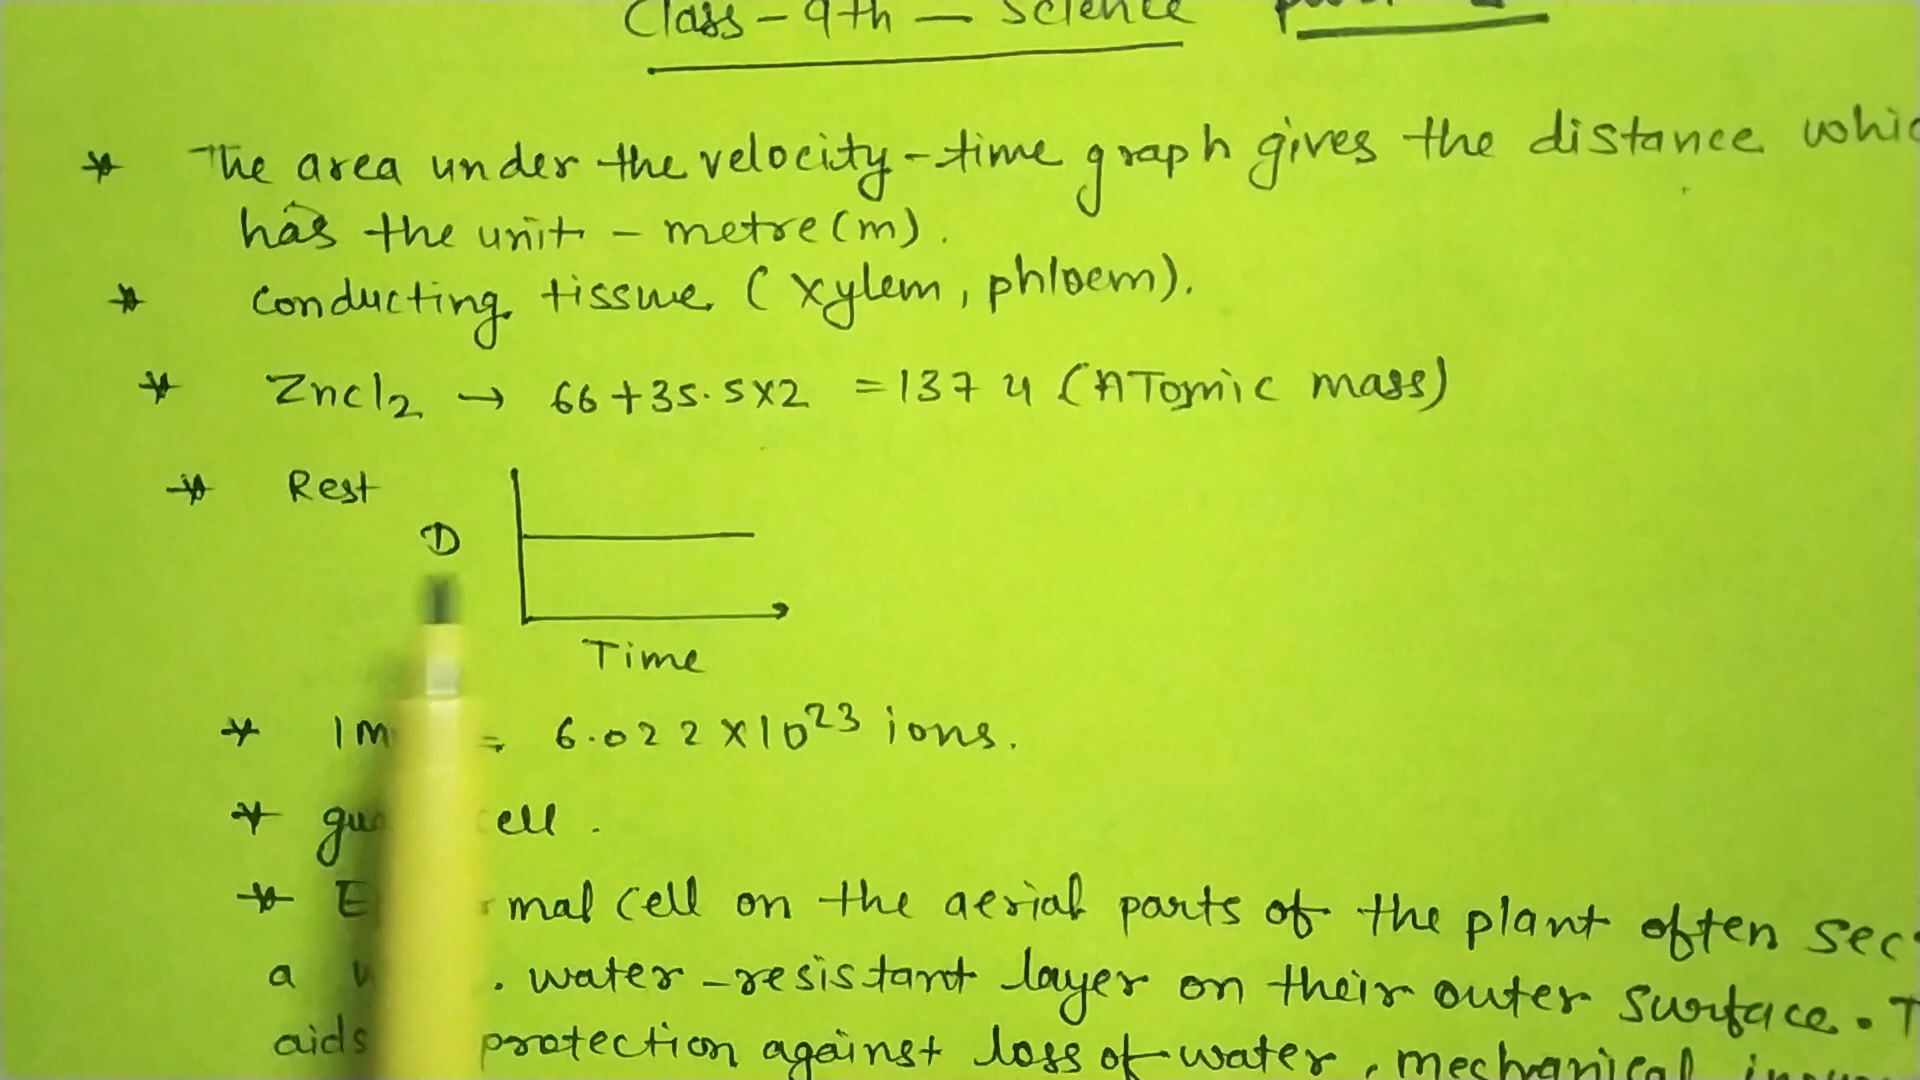 Class - 9th - Science
* The area under the velocity-time graph gives the distance
has the unit - metre (m).
* conducting tissue (xylem, phloem).
* ZnCl2 → 66+35.5x2 = 137 u (ATomic mass)
* Rest
D
Time
* 1 = 6.022 x 10^23 ions.
* ell.
* mal cell on the aerial parts of the plant often
a water-resistant layer on their outer surface.
aids protection against loss of water, mechanical